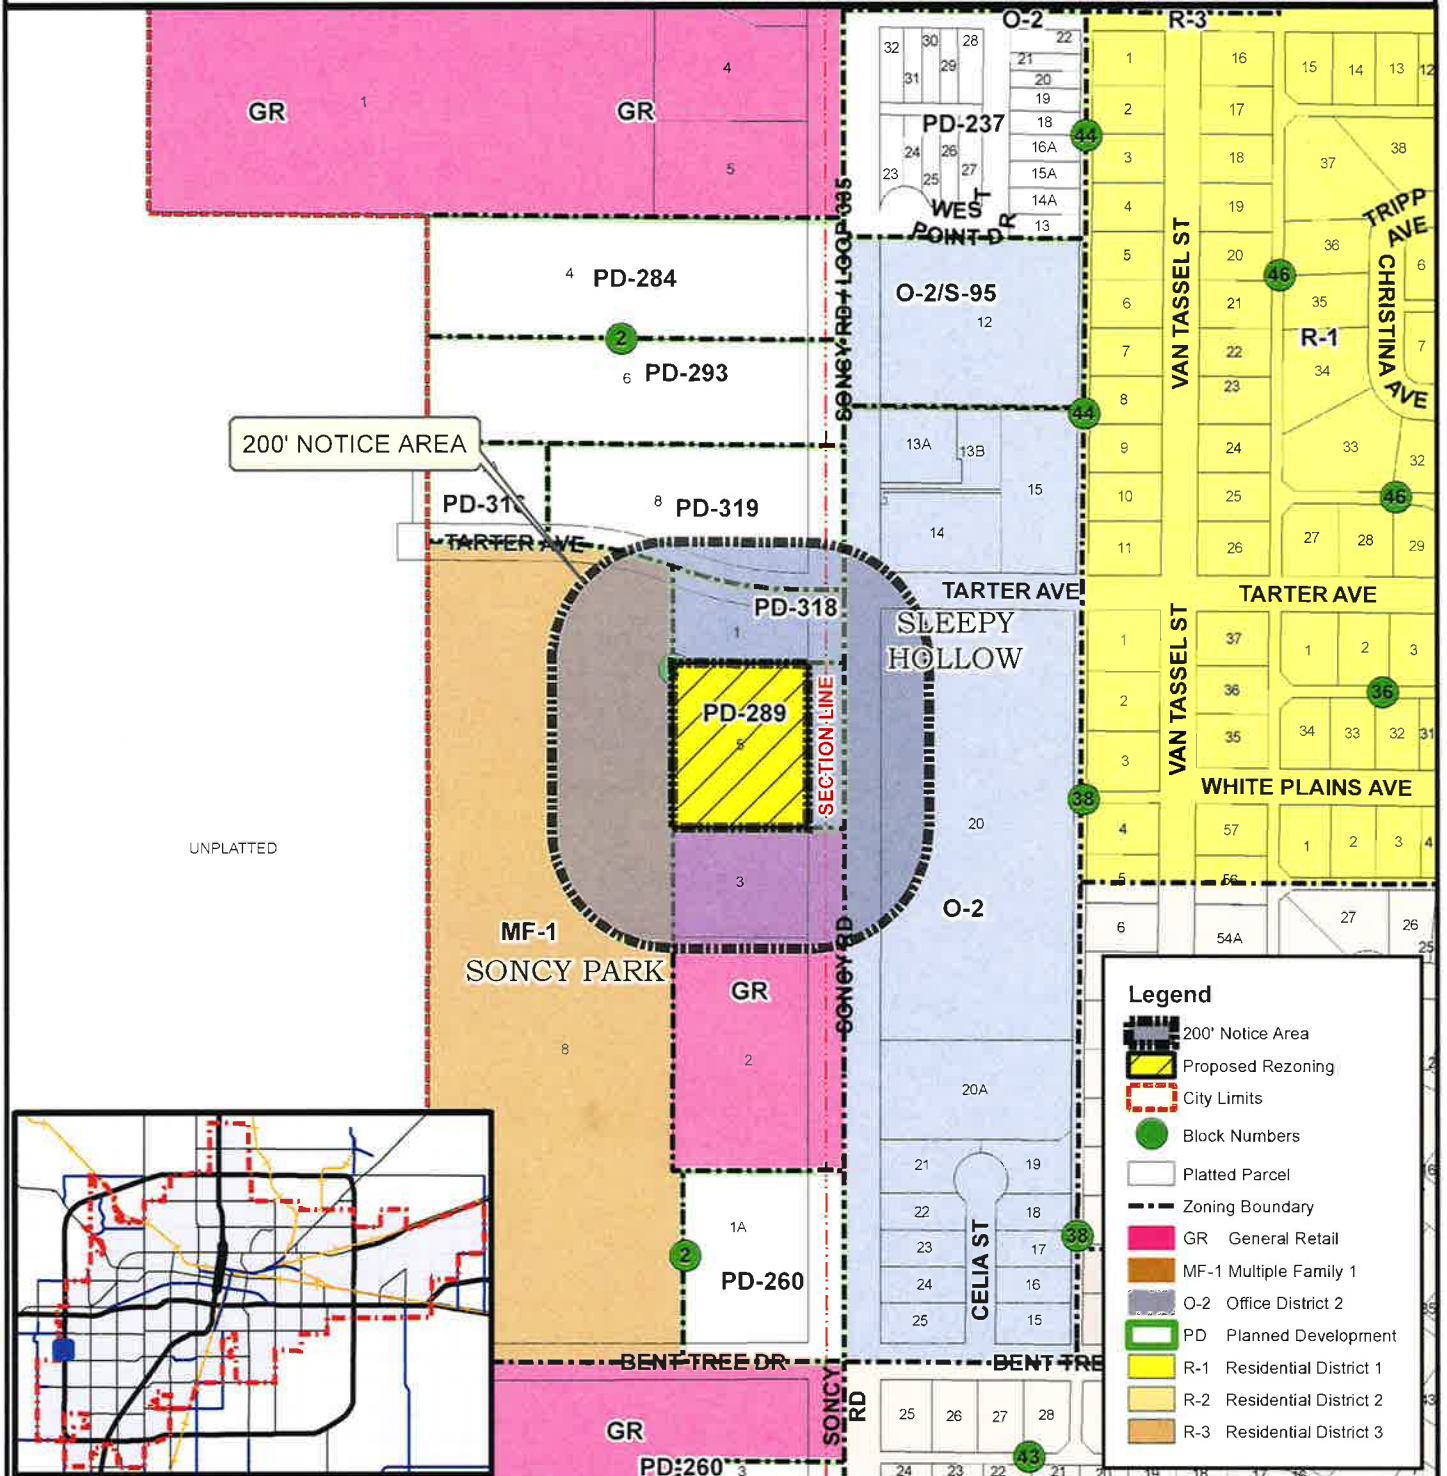 O-2
R-3
GR
1
GR
4
5
32
31
30
29
28
22
21
20
19
18
16A
15A
14A
13
PD-237
24
26
23
25
27
WEST
POINT DR
1
2
3
4
5
6
7
8
9
10
11
16
17
18
19
20
21
22
23
24
25
26
15
14
13
12
37
38
36
35
34
33
32
6
7
27
28
29
R-1
44
46
44
46
VAN TASSEL ST
TRIPP
AVE
CHRISTINA
AVE
SONCY RD / LOOP 335
4 PD-284
2
6 PD-293
200' NOTICE AREA
8 PD-319
TARTER AVE
O-2/S-95
12
13A
13B
15
14
TARTER AVE
TARTER AVE
PD-318
1
SLEEPY
HOLLOW
PD-289
5
SECTION LINE
3
20
O-2
UNPLATTED
MF-1
SONCY PARK
8
GR
2
SONCY RD
20A
21
22
23
24
25
19
18
17
16
15
CELIA ST
38
38
VAN TASSEL ST
1
2
3
4
5
6
37
36
35
57
56
54A
1
2
3
36
34
33
32
31
WHITE PLAINS AVE
1
2
3
4
27
26
25
1A
2
PD-260
BENT TREE DR
BENT TRE
SONCY
RD
GR
PD-260
3
25
26
27
28
43
24
23
22
21
Legend
200' Notice Area
Proposed Rezoning
City Limits
Block Numbers
Platted Parcel
Zoning Boundary
GR General Retail
MF-1 Multiple Family 1
O-2 Office District 2
PD Planned Development
R-1 Residential District 1
R-2 Residential District 2
R-3 Residential District 3